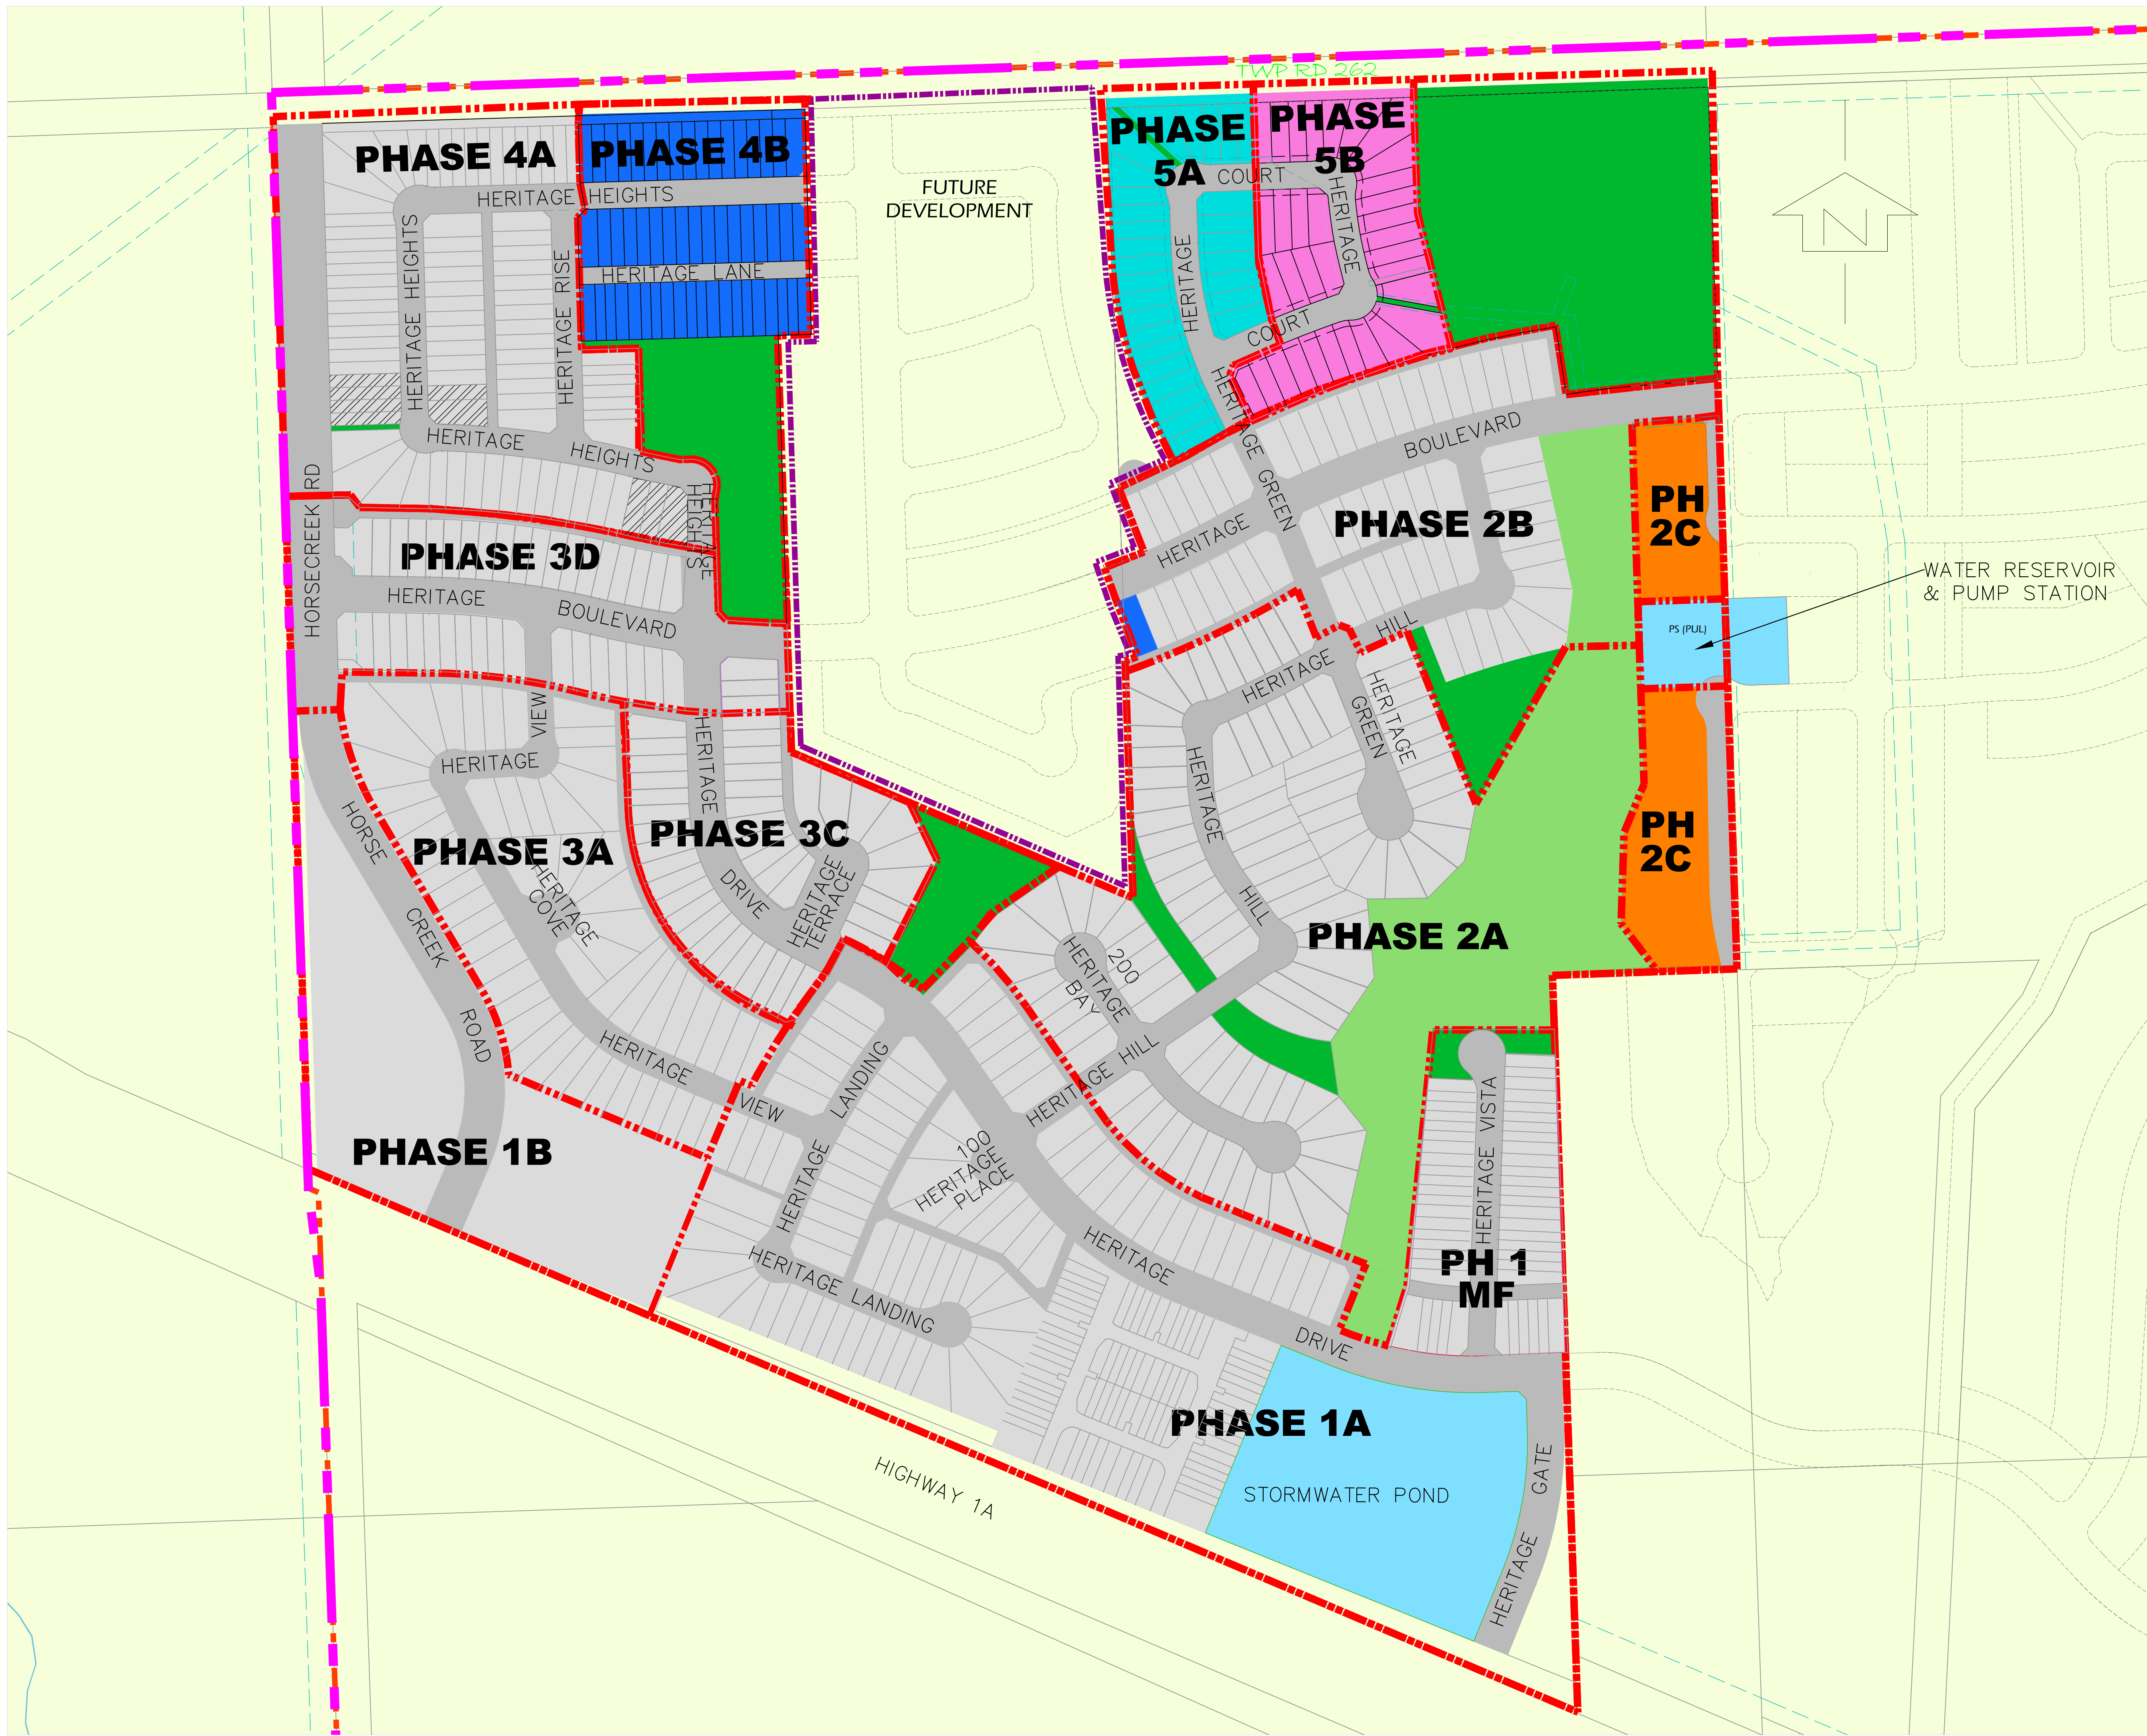 TWP RD 262
PHASE 4A
PHASE 4B
HERITAGE HEIGHTS
HERITAGE HEIGHTS
HERITAGE RISE
HERITAGE LANE
FUTURE
DEVELOPMENT
PHASE
5A
PHASE
5B
COURT
HERITAGE
HERITAGE
COURT
N
HERITAGE HEIGHTS
HERITAGE
HEIGHTS
HORSECREEK RD
PHASE 3D
HERITAGE BOULEVARD
HERITAGE GREEN
HERITAGE BOULEVARD
PHASE 2B
PH
2C
WATER RESERVOIR
& PUMP STATION
PS (PUL)
HILL
HERITAGE
HERITAGE
GREEN
VIEW
HERITAGE
HERITAGE
DRIVE
HORSE CREEK ROAD
PHASE 3A
PHASE 3C
HERITAGE
COVE
HERITAGE
TERRACE
HERITAGE HILL
PH
2C
PHASE 2A
200
HERITAGE
BAY
HERITAGE VIEW
HERITAGE LANDING
HERITAGE HILL
100
HERITAGE
PLACE
PHASE 1B
HERITAGE LANDING
HERITAGE DRIVE
HERITAGE VISTA
PH 1
MF
PHASE 1A
STORMWATER POND
HIGHWAY 1A
HERITAGE GATE